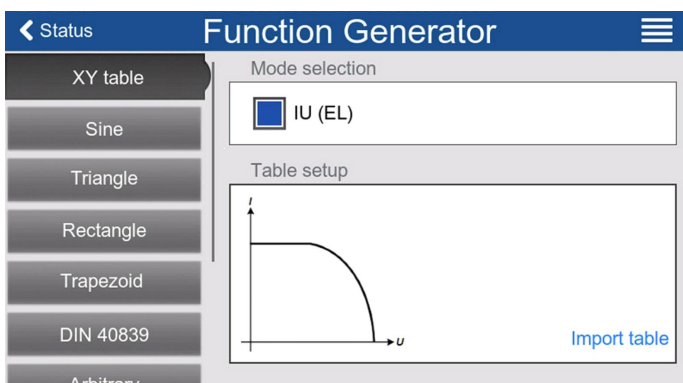 Status
Function Generator
XY table
Sine
Triangle
Rectangle
Trapezoid
DIN 40839
Arbitrary
Mode selection
IU (EL)
Table setup
I
U
Import table